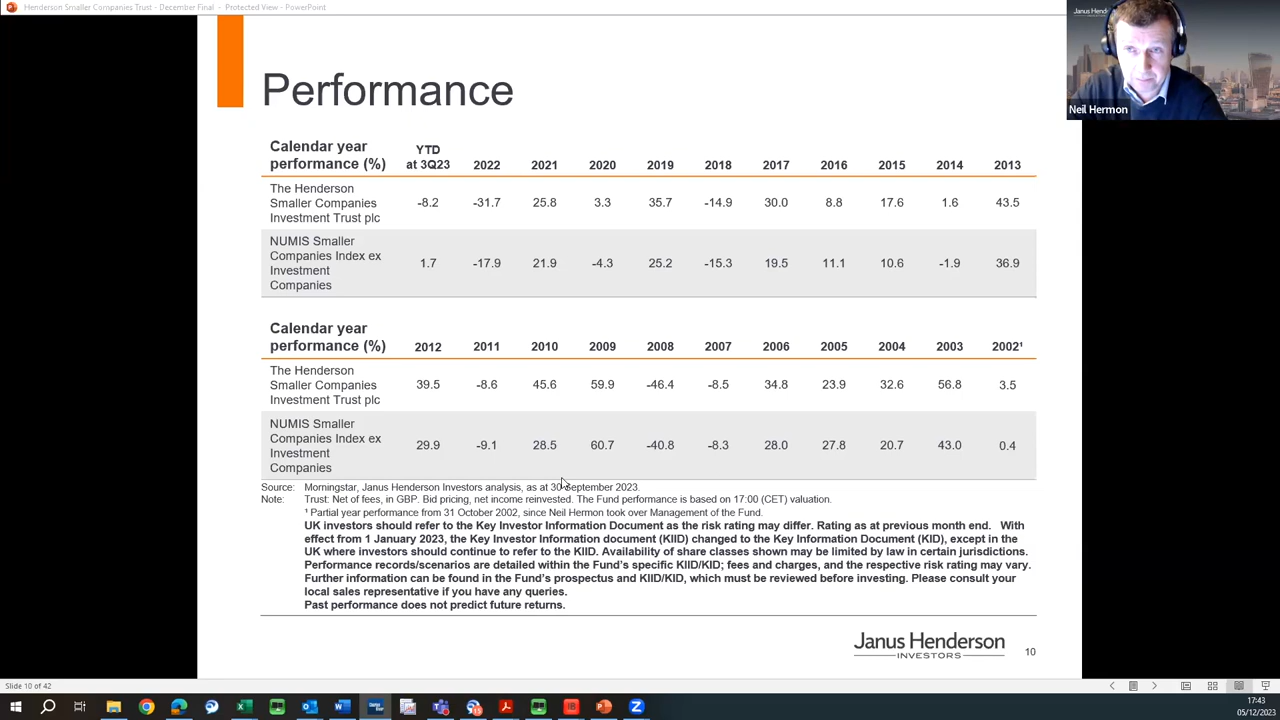 Henderson Smaller Companies Trust - December Final - Protected View - PowerPoint
Janus Hend
INVESTORS
Neil Hermon
Performance
Calendar year performance (%) YTD at 3Q23 2022 2021 2020 2019 2018 2017 2016 2015 2014 2013
The Henderson Smaller Companies Investment Trust plc -8.2 -31.7 25.8 3.3 35.7 -14.9 30.0 8.8 17.6 1.6 43.5
NUMIS Smaller Companies Index ex Investment Companies 1.7 -17.9 21.9 -4.3 25.2 -15.3 19.5 11.1 10.6 -1.9 36.9
Calendar year performance (%) 2012 2011 2010 2009 2008 2007 2006 2005 2004 2003 2002¹
The Henderson Smaller Companies Investment Trust plc 39.5 -8.6 45.6 59.9 -46.4 -8.5 34.8 23.9 32.6 56.8 3.5
NUMIS Smaller Companies Index ex Investment Companies 29.9 -9.1 28.5 60.7 -40.8 -8.3 28.0 27.8 20.7 43.0 0.4
Source: Morningstar, Janus Henderson Investors analysis, as at 30 September 2023.
Note: Trust: Net of fees, in GBP. Bid pricing, net income reinvested. The Fund performance is based on 17:00 (CET) valuation.
¹ Partial year performance from 31 October 2002, since Neil Hermon took over Management of the Fund.
UK investors should refer to the Key Investor Information Document as the risk rating may differ. Rating as at previous month end. With
effect from 1 January 2023, the Key Investor Information document (KIID) changed to the Key Information Document (KID), except in the
UK where investors should continue to refer to the KIID. Availability of share classes shown may be limited by law in certain jurisdictions.
Performance records/scenarios are detailed within the Fund's specific KIID/KID; fees and charges, and the respective risk rating may vary.
Further information can be found in the Fund's prospectus and KIID/KID, which must be reviewed before investing. Please consult your
local sales representative if you have any queries.
Past performance does not predict future returns.
Janus Henderson
INVESTORS
10
Slide 10 of 42
17:43
05/12/2023